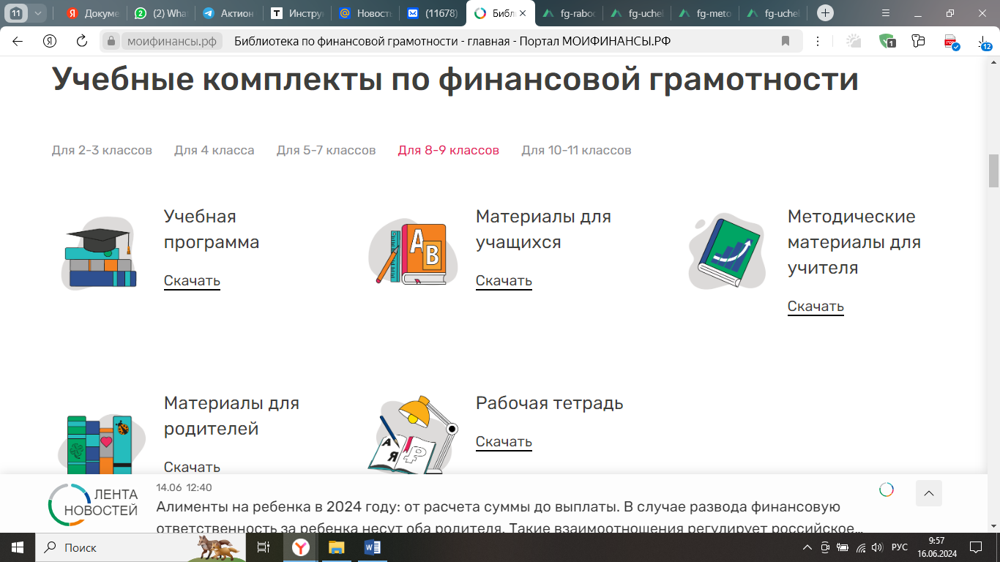 11
Докуме
(2) Wha
Актион
Инстру
Новост
(11678)
Библ
fg-rabo
fg-uche
fg-meto
fg-uche
моифинансы.рф Библиотека по финансовой грамотности - главная - Портал МОИФИНАНСЫ.РФ
1
PDF
12
Учебные комплекты по финансовой грамотности
Для 2-3 классов
Для 4 класса
Для 5-7 классов
Для 8-9 классов
Для 10-11 классов
Учебная
программа
Скачать
A
B
Материалы для
учащихся
Скачать
Методические
материалы для
учителя
Скачать
Материалы для
родителей
Скачать
А
Я
Рабочая тетрадь
Скачать
ЛЕНТА
НОВОСТЕЙ
14.06 12:40
Алименты на ребенка в 2024 году: от расчета суммы до выплаты. В случае развода финансовую
ответственность за ребенка несут оба родителя. Такие взаимоотношения регулирует российское...
Поиск
РУС
9:57
16.06.2024